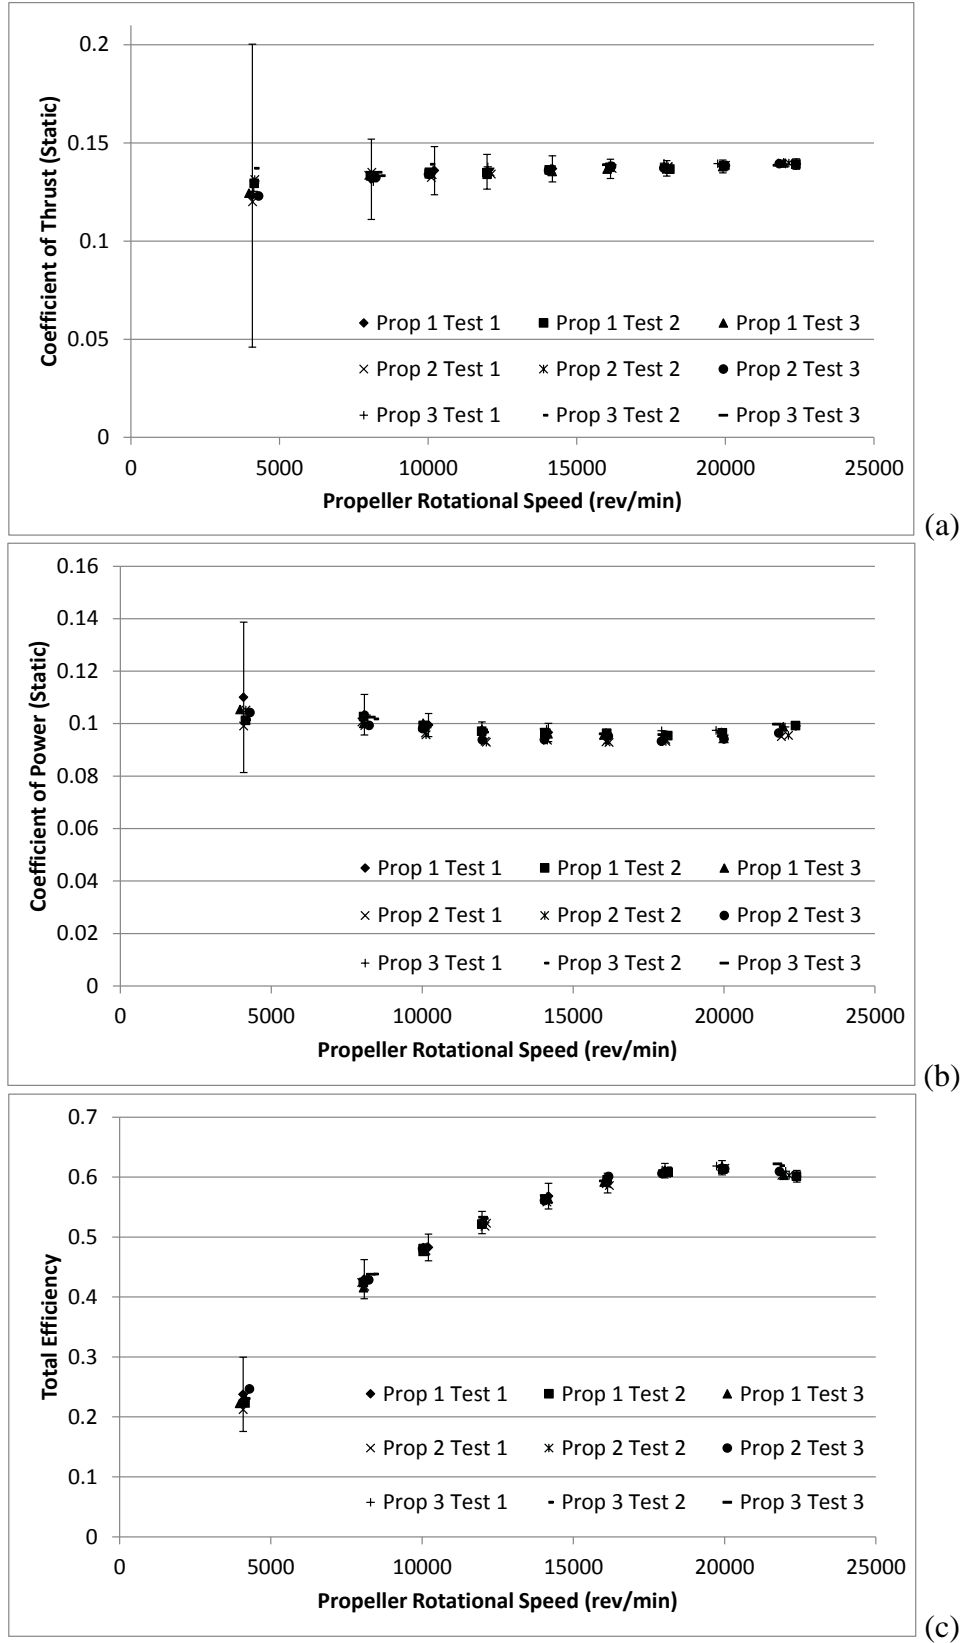 0.2
0.15
0.1
0.05
0
Coefficient of Thrust (Static)
Prop 1 Test 1 Prop 1 Test 2 Prop 1 Test 3
Prop 2 Test 1 Prop 2 Test 2 Prop 2 Test 3
Prop 3 Test 1 Prop 3 Test 2 Prop 3 Test 3
0 5000 10000 15000 20000 25000
Propeller Rotational Speed (rev/min)
(a)
0.16
0.14
0.12
0.1
0.08
0.06
0.04
0.02
0
Coefficient of Power (Static)
Prop 1 Test 1 Prop 1 Test 2 Prop 1 Test 3
Prop 2 Test 1 Prop 2 Test 2 Prop 2 Test 3
Prop 3 Test 1 Prop 3 Test 2 Prop 3 Test 3
0 5000 10000 15000 20000 25000
Propeller Rotational Speed (rev/min)
(b)
0.7
0.6
0.5
0.4
0.3
0.2
0.1
0
Total Efficiency
Prop 1 Test 1 Prop 1 Test 2 Prop 1 Test 3
Prop 2 Test 1 Prop 2 Test 2 Prop 2 Test 3
Prop 3 Test 1 Prop 3 Test 2 Prop 3 Test 3
0 5000 10000 15000 20000 25000
Propeller Rotational Speed (rev/min)
(c)